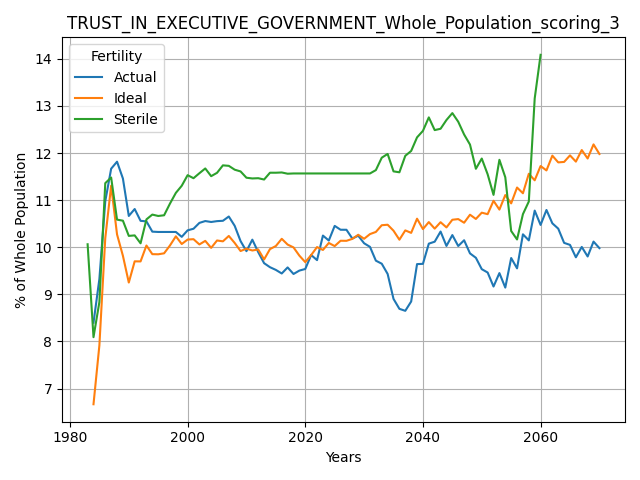 TRUST_IN_EXECUTIVE_GOVERNMENT_Whole_Population_scoring_3
Fertility
Actual
Ideal
Sterile
% of Whole Population
14
13
12
11
10
9
8
7
1980
2000
2020
2040
2060
Years